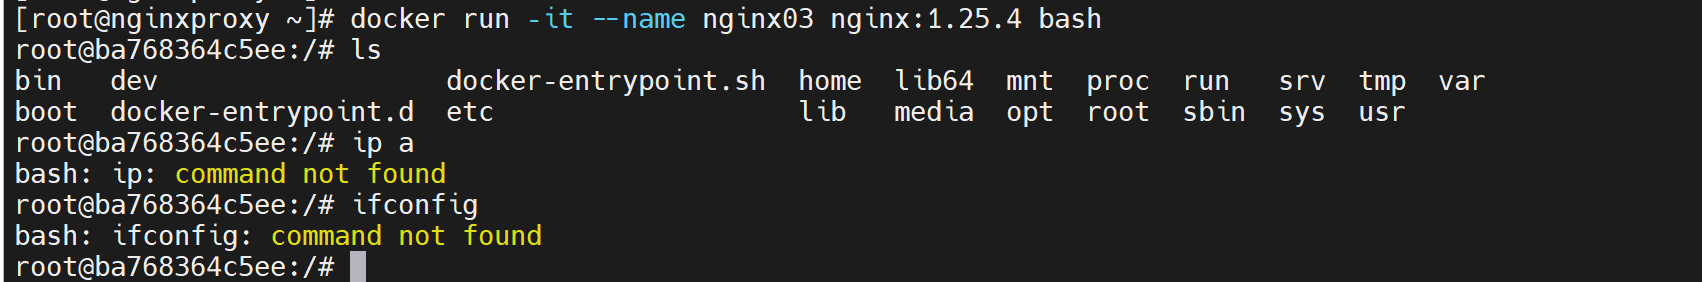 [root@nginxproxy ~]# docker run -it --name nginx03 nginx:1.25.4 bash
root@ba768364c5ee:/# ls
bin   dev                  docker-entrypoint.sh  home  lib64  mnt  proc  run   srv  tmp  var
boot  docker-entrypoint.d  etc                   lib   media  opt  root  sbin  sys  usr
root@ba768364c5ee:/# ip a
bash: ip: command not found
root@ba768364c5ee:/# ifconfig
bash: ifconfig: command not found
root@ba768364c5ee:/#